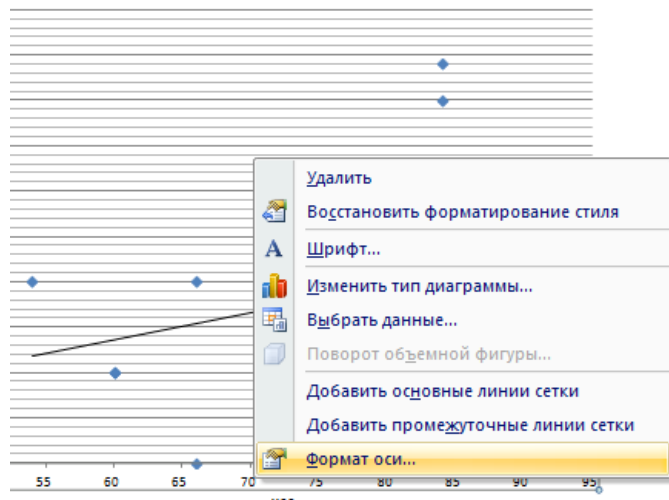 Удалить
Восстановить форматирование стиля
Шрифт...
Изменить тип диаграммы...
Выбрать данные...
Поворот объемной фигуры...
Добавить основные линии сетки
Добавить промежуточные линии сетки
Формат оси...
55 60 65 70 75 80 85 90 95